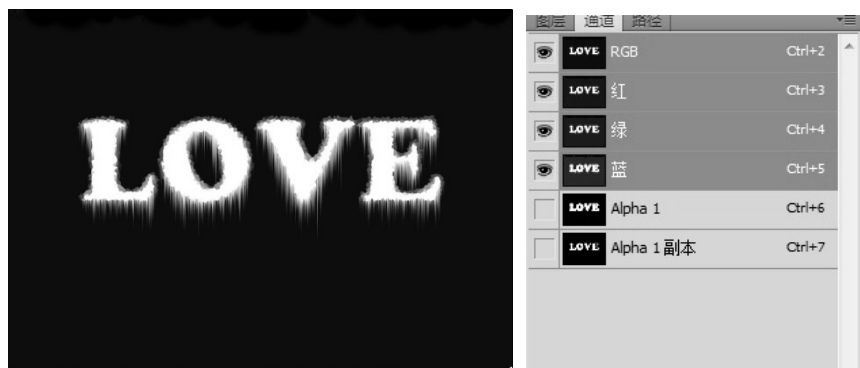 LOVE
图层 通道 路径
LOVE RGB Ctrl+2
LOVE 红 Ctrl+3
LOVE 绿 Ctrl+4
LOVE 蓝 Ctrl+5
LOVE Alpha 1 Ctrl+6
LOVE Alpha 1 副本 Ctrl+7